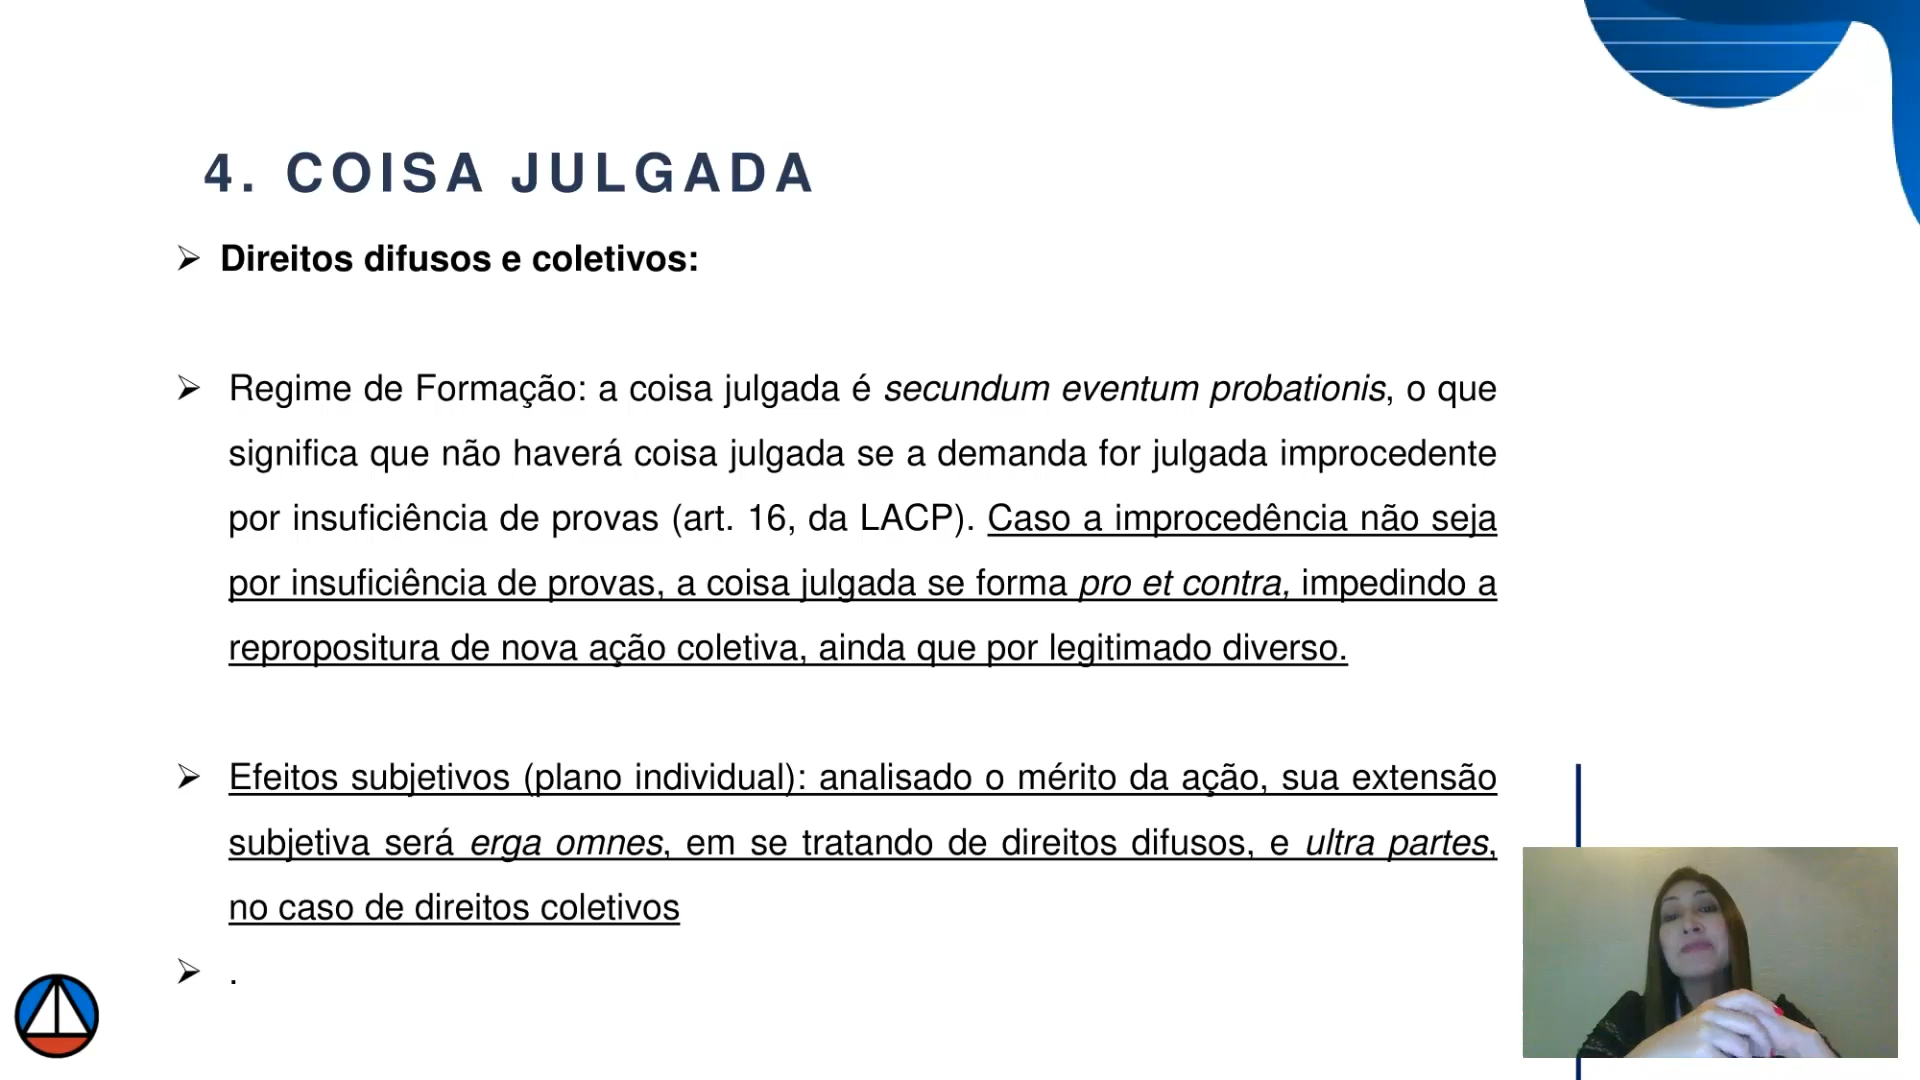 4. COISA JULGADA
➢ Direitos difusos e coletivos:
➢ Regime de Formação: a coisa julgada é secundum eventum probationis, o que
significa que não haverá coisa julgada se a demanda for julgada improcedente
por insuficiência de provas (art. 16, da LACP). Caso a improcedência não seja
por insuficiência de provas, a coisa julgada se forma pro et contra, impedindo a
repropositura de nova ação coletiva, ainda que por legitimado diverso.
➢ Efeitos subjetivos (plano individual): analisado o mérito da ação, sua extensão
subjetiva será erga omnes, em se tratando de direitos difusos, e ultra partes,
no caso de direitos coletivos
➢ .